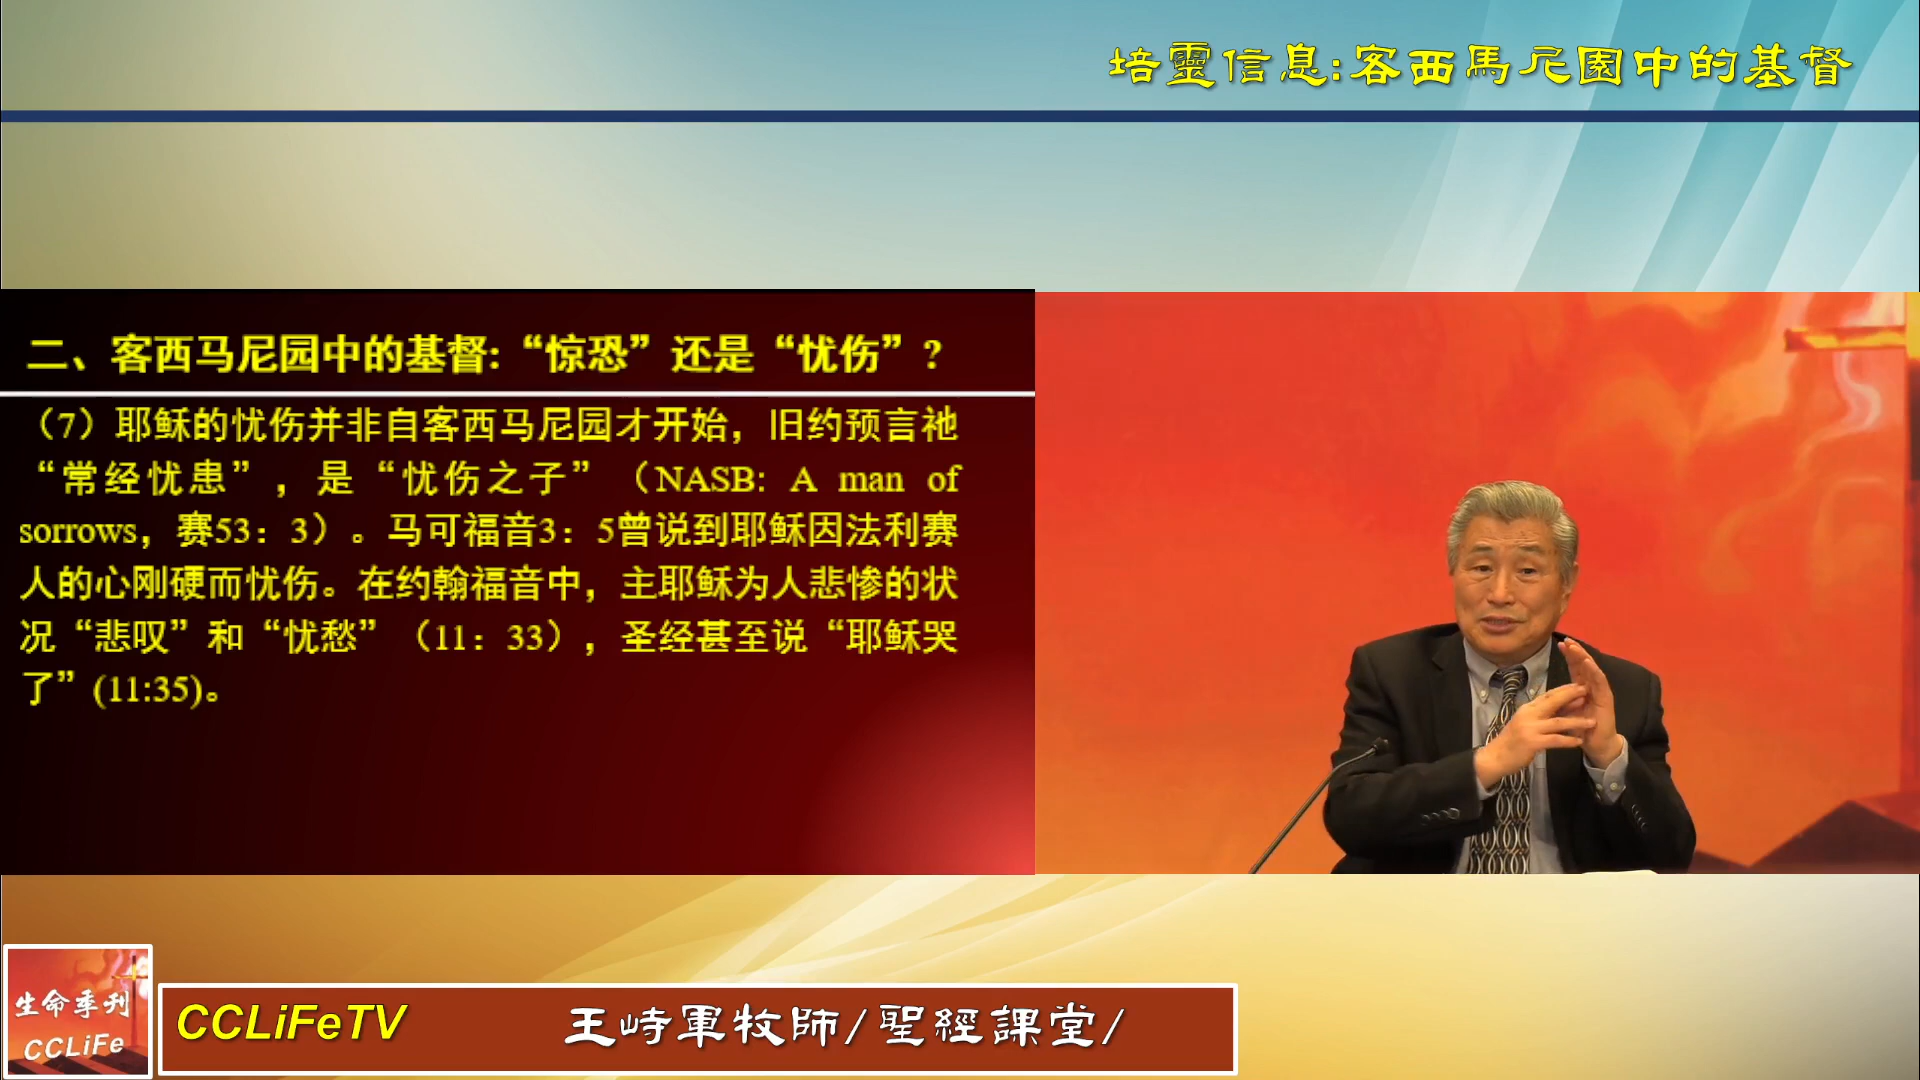 培靈信息:客西馬尼園中的基督
二、客西马尼园中的基督:“惊恐”还是“忧伤”?
（7）耶稣的忧伤并非自客西马尼园才开始，旧约预言祂
“常经忧患”，是“忧伤之子”（NASB: A man of
sorrows，赛53：3）。马可福音3：5曾说到耶稣因法利赛
人的心刚硬而忧伤。在约翰福音中，主耶稣为人悲惨的状
况“悲叹”和“忧愁”（11：33），圣经甚至说“耶稣哭
了”(11:35)。
生命季刊
CCLiFe
CCLiFeTV 王峙軍牧師/聖經課堂/